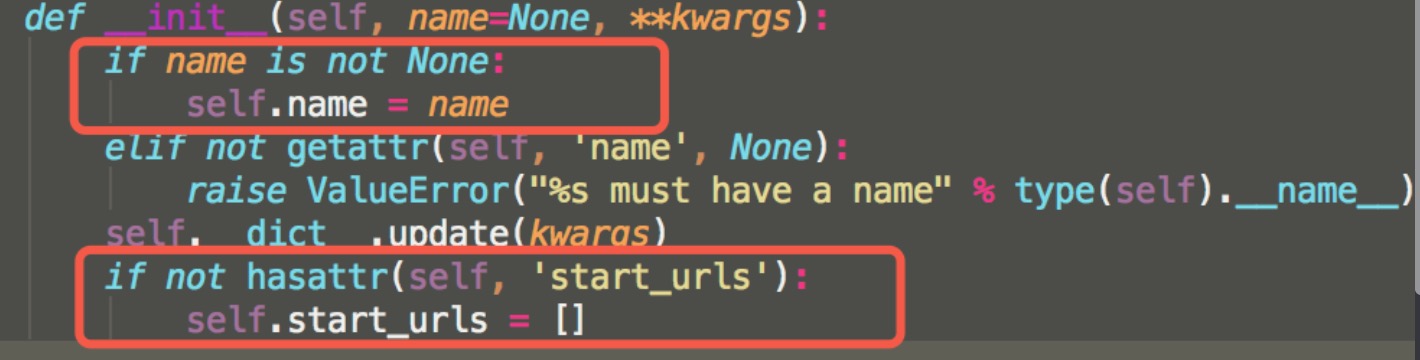 def __init__(self, name=None, **kwargs):
if name is not None:
self.name = name
elif not getattr(self, 'name', None):
raise ValueError("%s must have a name" % type(self).__name__)
self.__dict__.update(kwargs)
if not hasattr(self, 'start_urls'):
self.start_urls = []